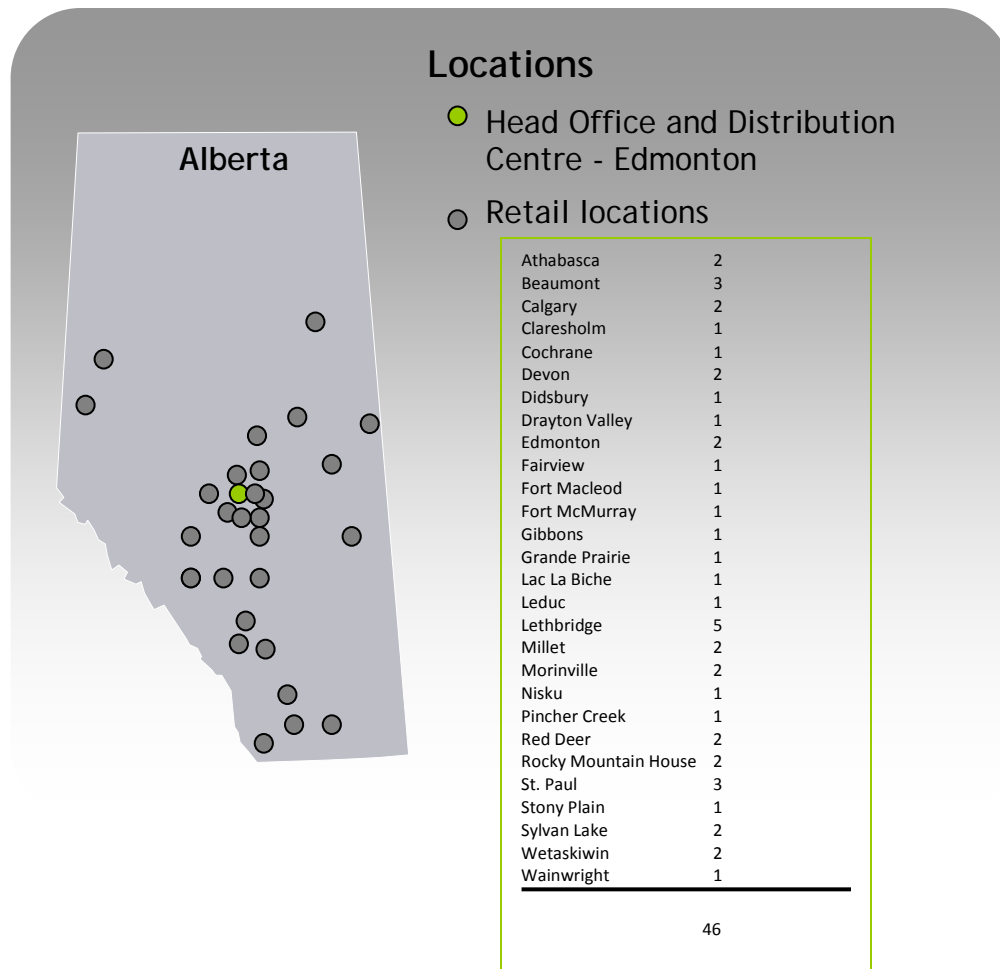 Locations
Head Office and Distribution
Centre - Edmonton
Retail locations
Alberta
Athabasca 2
Beaumont 3
Calgary 2
Claresholm 1
Cochrane 1
Devon 2
Didsbury 1
Drayton Valley 1
Edmonton 2
Fairview 1
Fort Macleod 1
Fort McMurray 1
Gibbons 1
Grande Prairie 1
Lac La Biche 1
Leduc 1
Lethbridge 5
Millet 2
Morinville 2
Nisku 1
Pincher Creek 1
Red Deer 2
Rocky Mountain House 2
St. Paul 3
Stony Plain 1
Sylvan Lake 2
Wetaskiwin 2
Wainwright 1
46